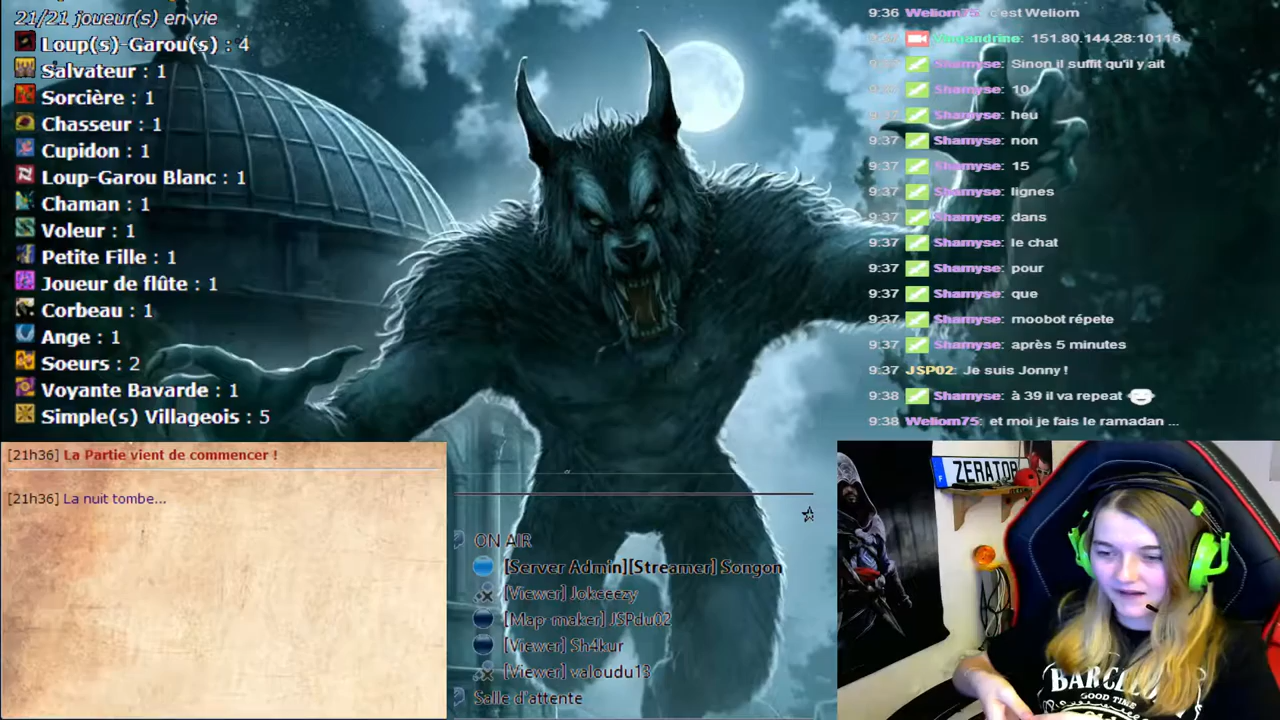 21/21 joueur(s) en vie
Loup(s)-Garou(s) : 4
Salvateur : 1
Sorcière : 1
Chasseur : 1
Cupidon : 1
Loup-Garou Blanc : 1
Chaman : 1
Voleur : 1
Petite Fille : 1
Joueur de flûte : 1
Corbeau : 1
Ange : 1
Soeurs : 2
Voyante Bavarde : 1
Simple(s) Villageois : 5
[21h36] La Partie vient de commencer !
[21h36] La nuit tombe...
ON AIR
[Server Admin][Streamer] Songon
[Viewer] Jokeeezy
[Map maker] JSPdu02
[Viewer] Sh4kur
[Viewer] valoudu13
Salle d'attente
9:36 Weliom75: c'est Weliom
151.80.144.28:10116
Shamyse: Sinon il suffit qu'il y ait
Shamyse: 10
9:37 Shamyse: heu
9:37 Shamyse: non
9:37 Shamyse: 15
9:37 Shamyse: lignes
9:37 Shamyse: dans
9:37 Shamyse: le chat
9:37 Shamyse: pour
9:37 Shamyse: que
9:37 Shamyse: moobot répete
9:37 Shamyse: après 5 minutes
9:37 JSP02: Je suis Jonny !
9:38 Shamyse: à 39 il va repeat
9:38 Weliom75: et moi je fais le ramadan ...
ZERATOR
GOOD TIME